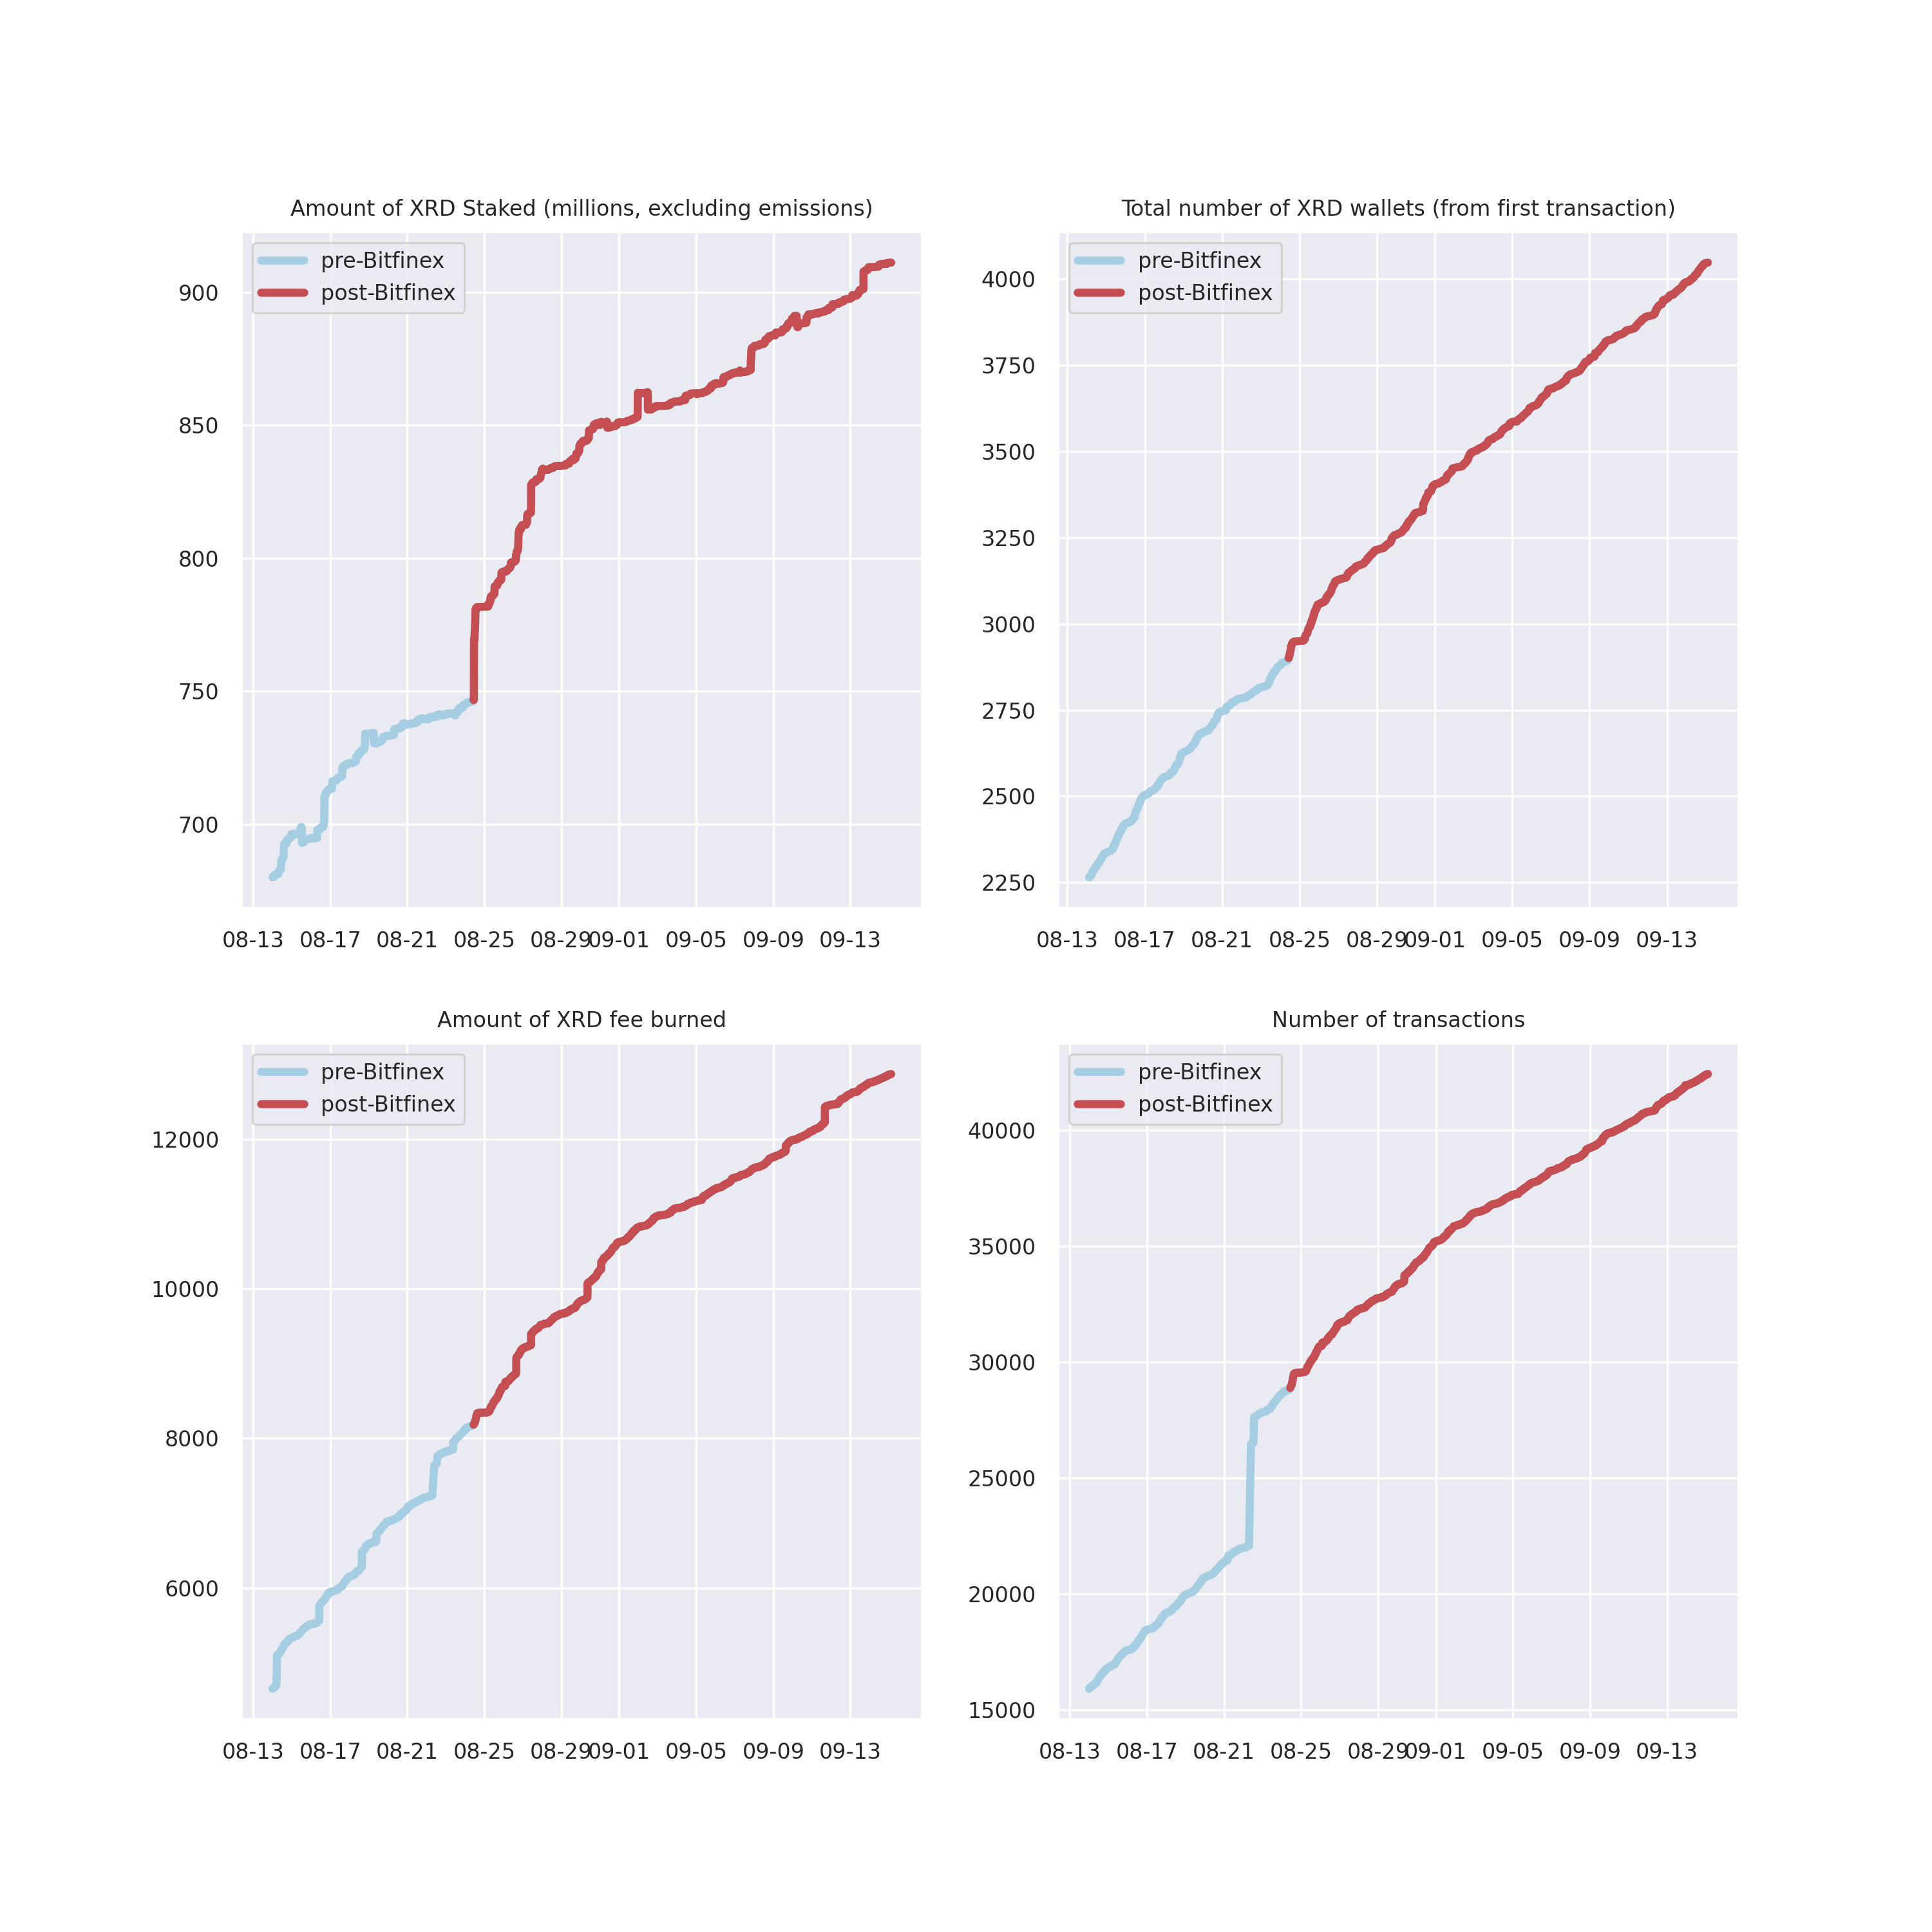 Amount of XRD Staked (millions, excluding emissions)
pre-Bitfinex
post-Bitfinex
900
850
800
750
700
08-13 08-17 08-21 08-25 08-29 09-01 09-05 09-09 09-13
Total number of XRD wallets (from first transaction)
pre-Bitfinex
post-Bitfinex
4000
3750
3500
3250
3000
2750
2500
2250
08-13 08-17 08-21 08-25 08-29 09-01 09-05 09-09 09-13
Amount of XRD fee burned
pre-Bitfinex
post-Bitfinex
12000
10000
8000
6000
08-13 08-17 08-21 08-25 08-29 09-01 09-05 09-09 09-13
Number of transactions
pre-Bitfinex
post-Bitfinex
40000
35000
30000
25000
20000
15000
08-13 08-17 08-21 08-25 08-29 09-01 09-05 09-09 09-13